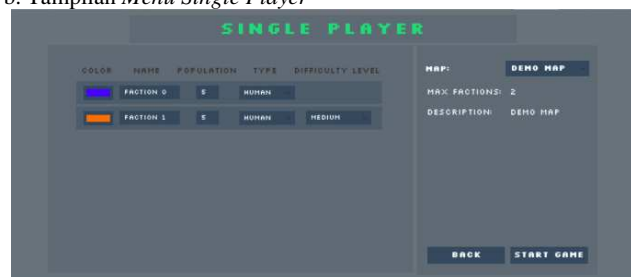 b. Tampilan Menu Single Player
SINGLE PLAYER
COLOR NAME POPULATION TYPE DIFFICULTY LEVEL
FACTION 0 5 HUMAN
FACTION 1 5 HUMAN MEDIUM
MAP: DEMO MAP
MAX FACTIONS: 2
DESCRIPTION: DEMO MAP
BACK START GAME